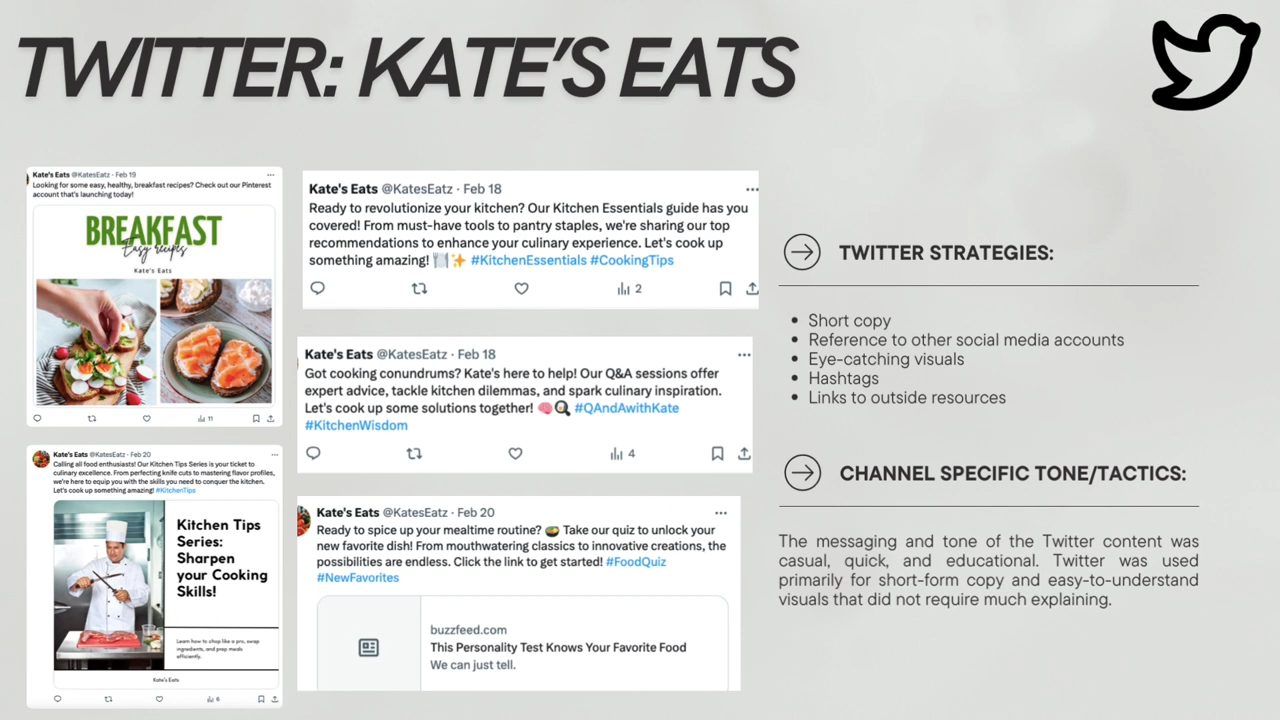 TWITTER: KATE'S EATS
Kate's Eats @KatesEatz · Feb 19
Looking for some easy, healthy, breakfast recipes? Check out our Pinterest
account that's launching today!
BREAKFAST
Easy recipes
Kate's Eats
11
Kate's Eats @KatesEatz · Feb 20
Calling all food enthusiasts! Our Kitchen Tips Series is your ticket to
culinary excellence. From perfecting knife cuts to mastering flavor profiles,
we're here to equip you with the skills you need to conquer the kitchen.
Let's cook up something amazing! #KitchenTips
Kitchen Tips
Series:
Sharpen
your Cooking
Skills!
Learn how to chop like a pro, swap
ingredients, and prep meals
efficiently.
Kate's Eats
6
Kate's Eats @KatesEatz · Feb 18
Ready to revolutionize your kitchen? Our Kitchen Essentials guide has you
covered! From must-have tools to pantry staples, we're sharing our top
recommendations to enhance your culinary experience. Let's cook up
something amazing! 🍽️✨ #KitchenEssentials #CookingTips
2
Kate's Eats @KatesEatz · Feb 18
Got cooking conundrums? Kate's here to help! Our Q&A sessions offer
expert advice, tackle kitchen dilemmas, and spark culinary inspiration.
Let's cook up some solutions together! 🧠🍳 #QAndAwithKate
#KitchenWisdom
4
Kate's Eats @KatesEatz · Feb 20
Ready to spice up your mealtime routine? 🍲 Take our quiz to unlock your
new favorite dish! From mouthwatering classics to innovative creations, the
possibilities are endless. Click the link to get started! #FoodQuiz
#NewFavorites
buzzfeed.com
This Personality Test Knows Your Favorite Food
We can just tell.
TWITTER STRATEGIES:
• Short copy
• Reference to other social media accounts
• Eye-catching visuals
• Hashtags
• Links to outside resources
CHANNEL SPECIFIC TONE/TACTICS:
The messaging and tone of the Twitter content was
casual, quick, and educational. Twitter was used
primarily for short-form copy and easy-to-understand
visuals that did not require much explaining.